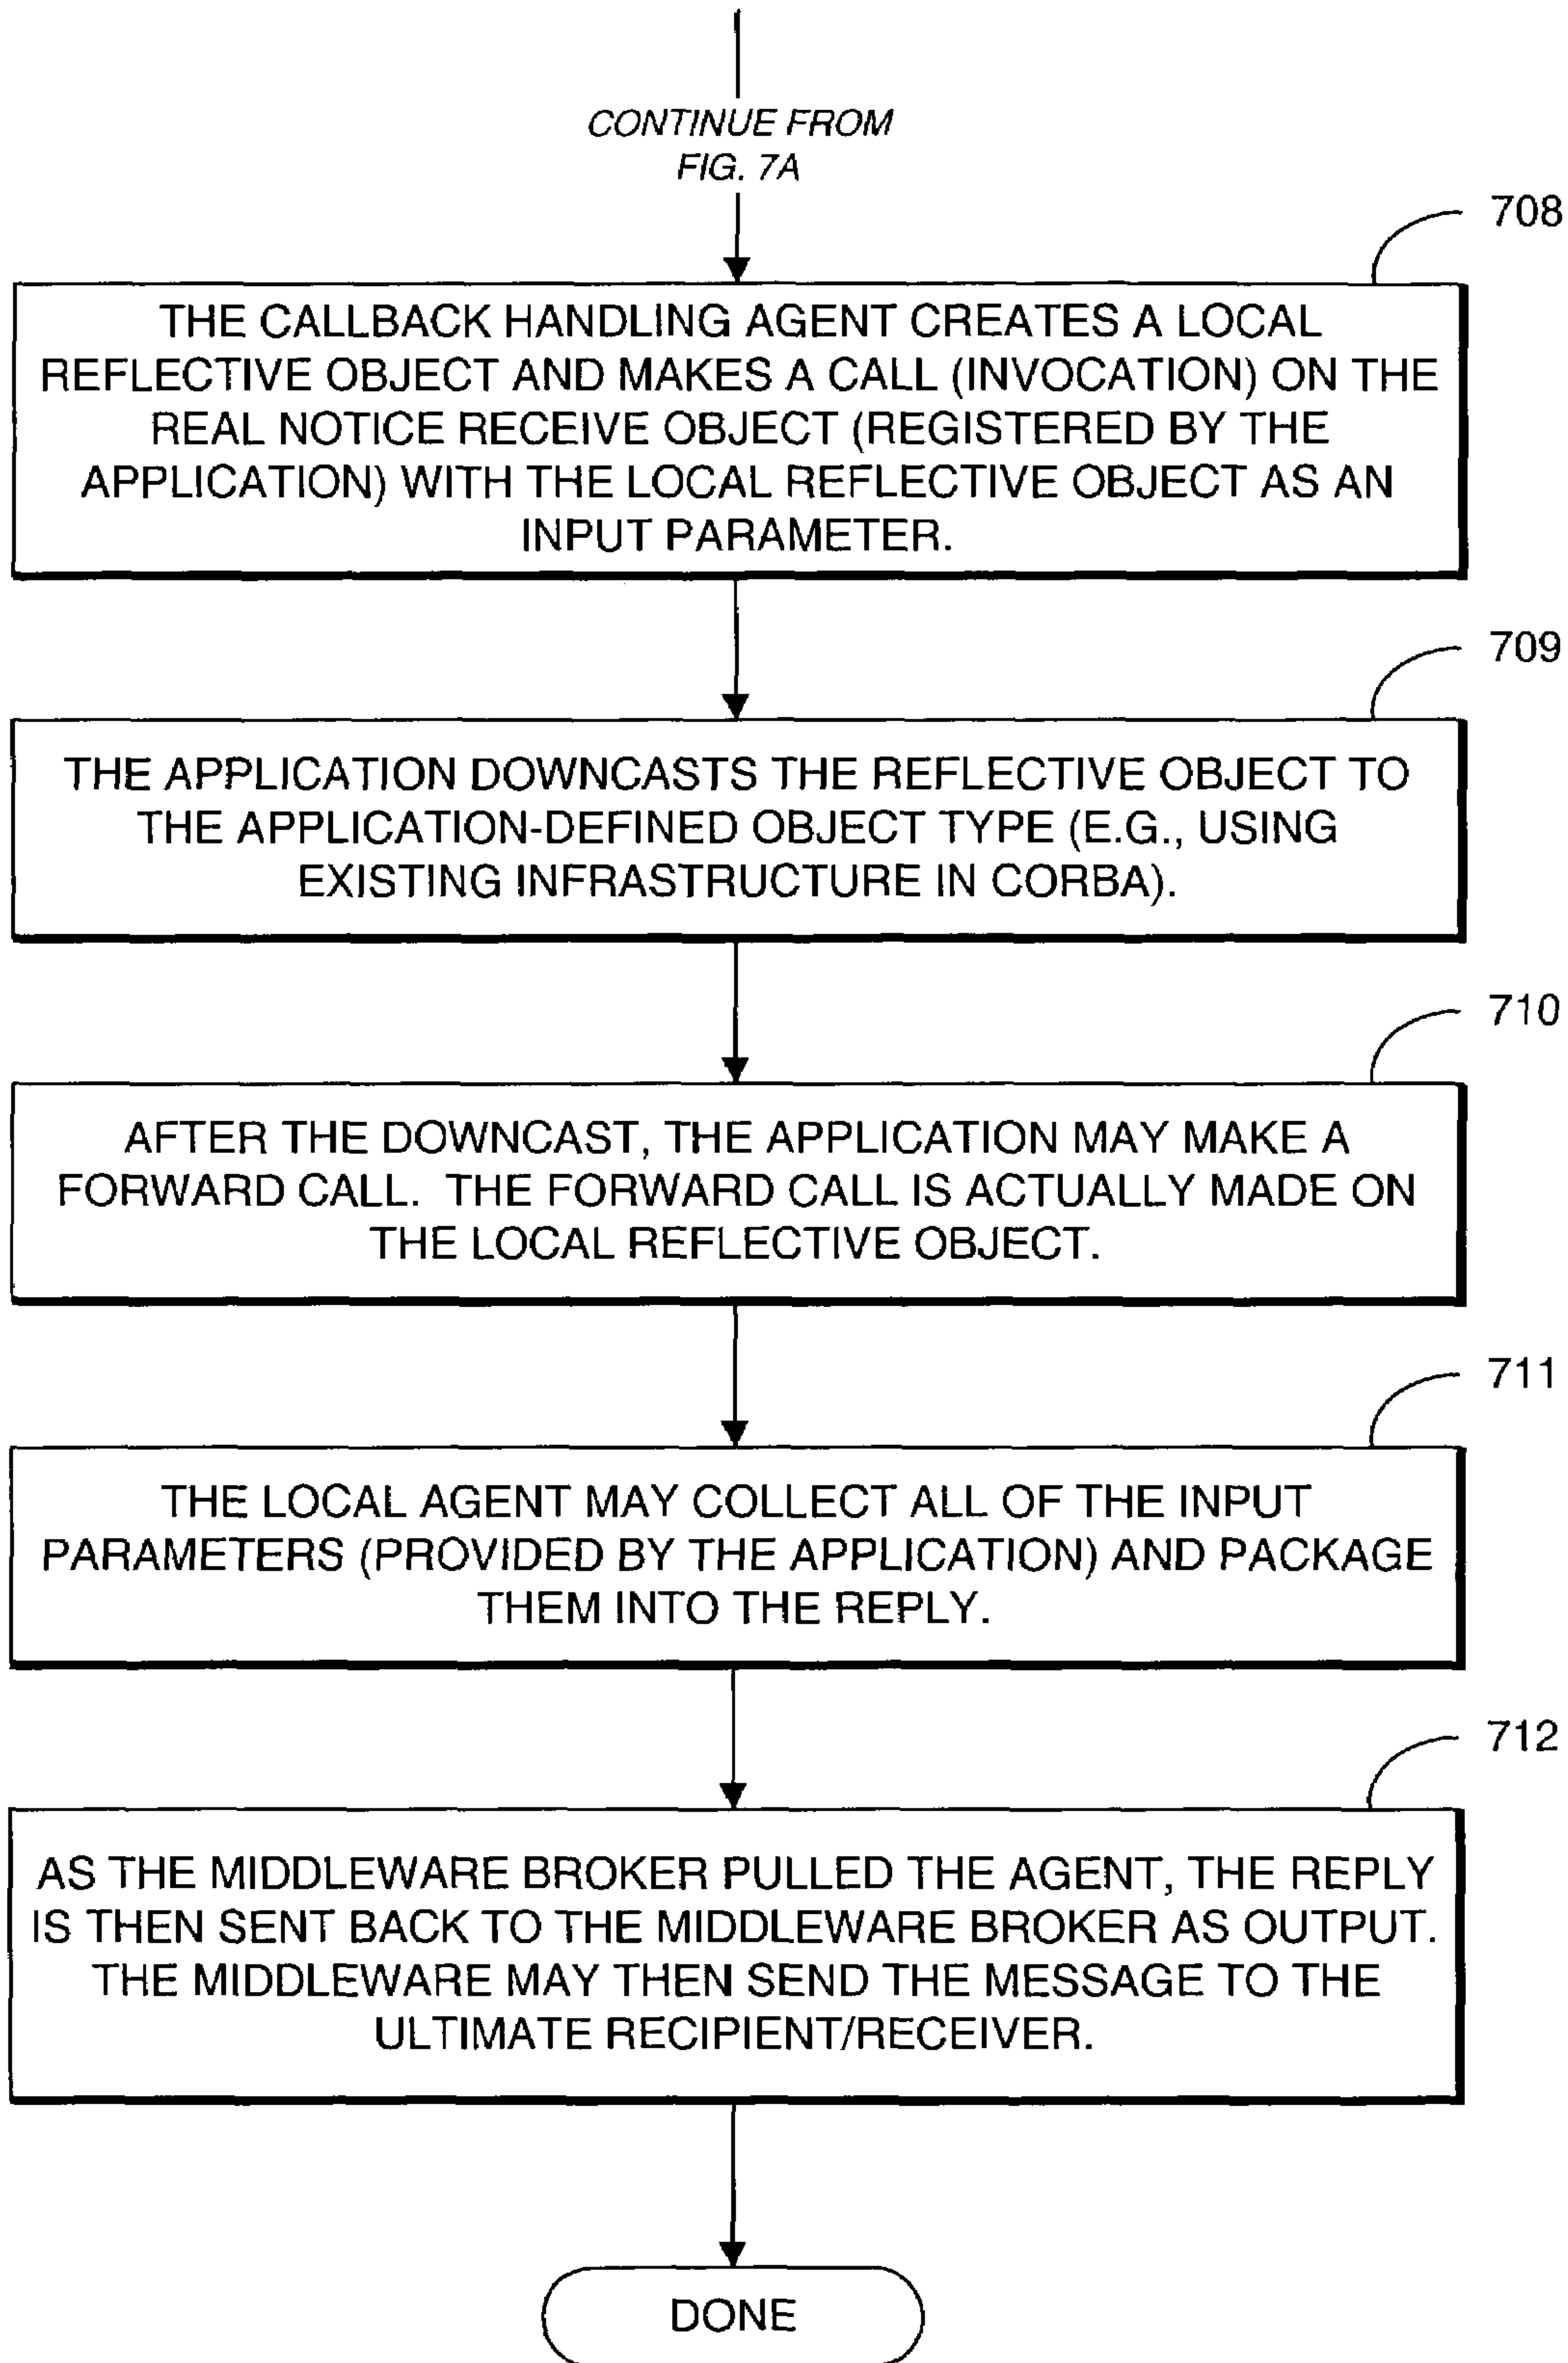 CONTINUE FROM
FIG. 7A
708
THE CALLBACK HANDLING AGENT CREATES A LOCAL
REFLECTIVE OBJECT AND MAKES A CALL (INVOCATION) ON THE
REAL NOTICE RECEIVE OBJECT (REGISTERED BY THE
APPLICATION) WITH THE LOCAL REFLECTIVE OBJECT AS AN
INPUT PARAMETER.
709
THE APPLICATION DOWNCASTS THE REFLECTIVE OBJECT TO
THE APPLICATION-DEFINED OBJECT TYPE (E.G., USING
EXISTING INFRASTRUCTURE IN CORBA).
710
AFTER THE DOWNCAST, THE APPLICATION MAY MAKE A
FORWARD CALL. THE FORWARD CALL IS ACTUALLY MADE ON
THE LOCAL REFLECTIVE OBJECT.
711
THE LOCAL AGENT MAY COLLECT ALL OF THE INPUT
PARAMETERS (PROVIDED BY THE APPLICATION) AND PACKAGE
THEM INTO THE REPLY.
712
AS THE MIDDLEWARE BROKER PULLED THE AGENT, THE REPLY
IS THEN SENT BACK TO THE MIDDLEWARE BROKER AS OUTPUT.
THE MIDDLEWARE MAY THEN SEND THE MESSAGE TO THE
ULTIMATE RECIPIENT/RECEIVER.
DONE